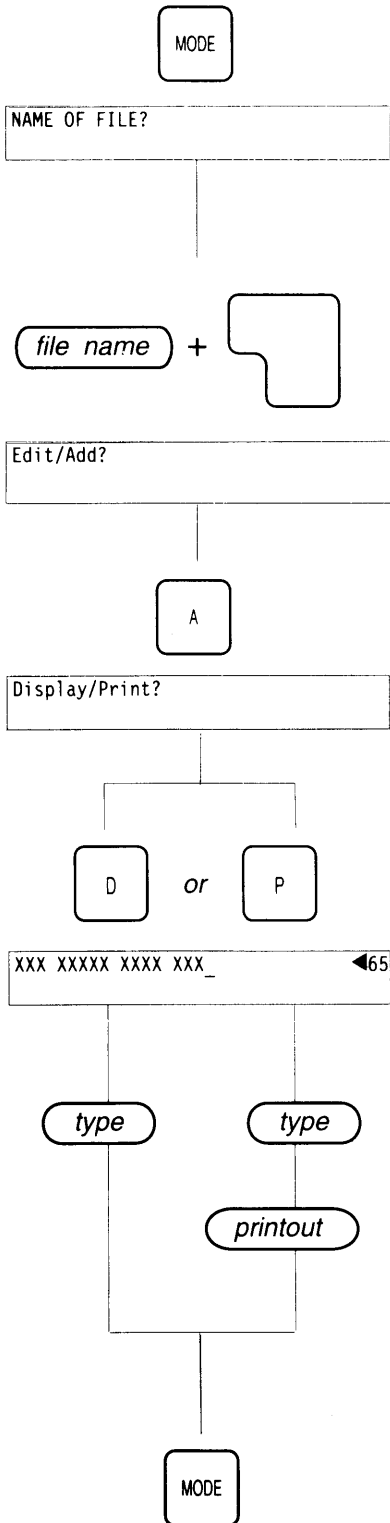 MODE
NAME OF FILE?
file name +
Edit/Add?
A
Display/Print?
D or P
XXX XXXXX XXXX XXX_ ◀65
type type
printout
MODE